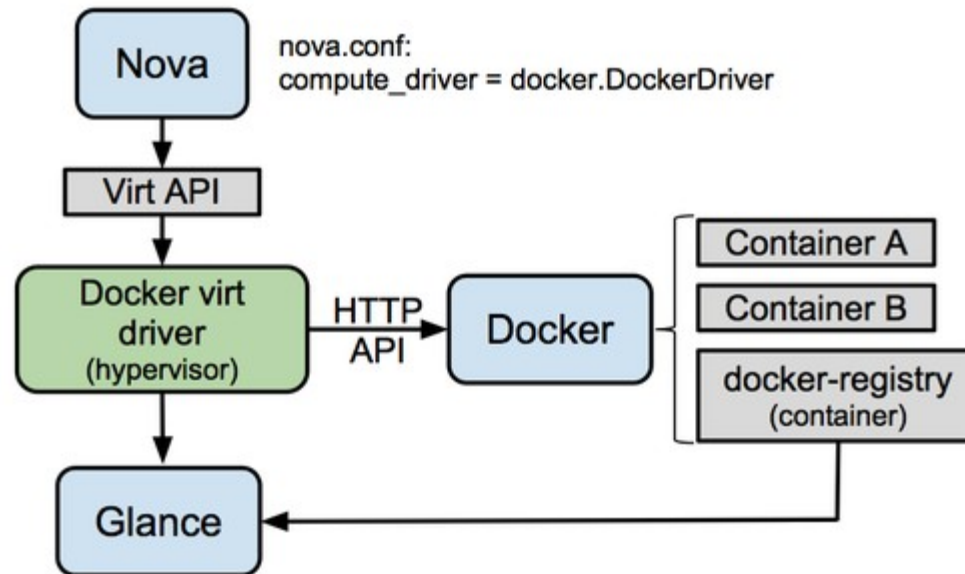 Nova
nova.conf:
compute_driver = docker.DockerDriver
Virt API
Docker virt
driver
(hypervisor)
HTTP
API
Docker
Container A
Container B
docker-registry
(container)
Glance